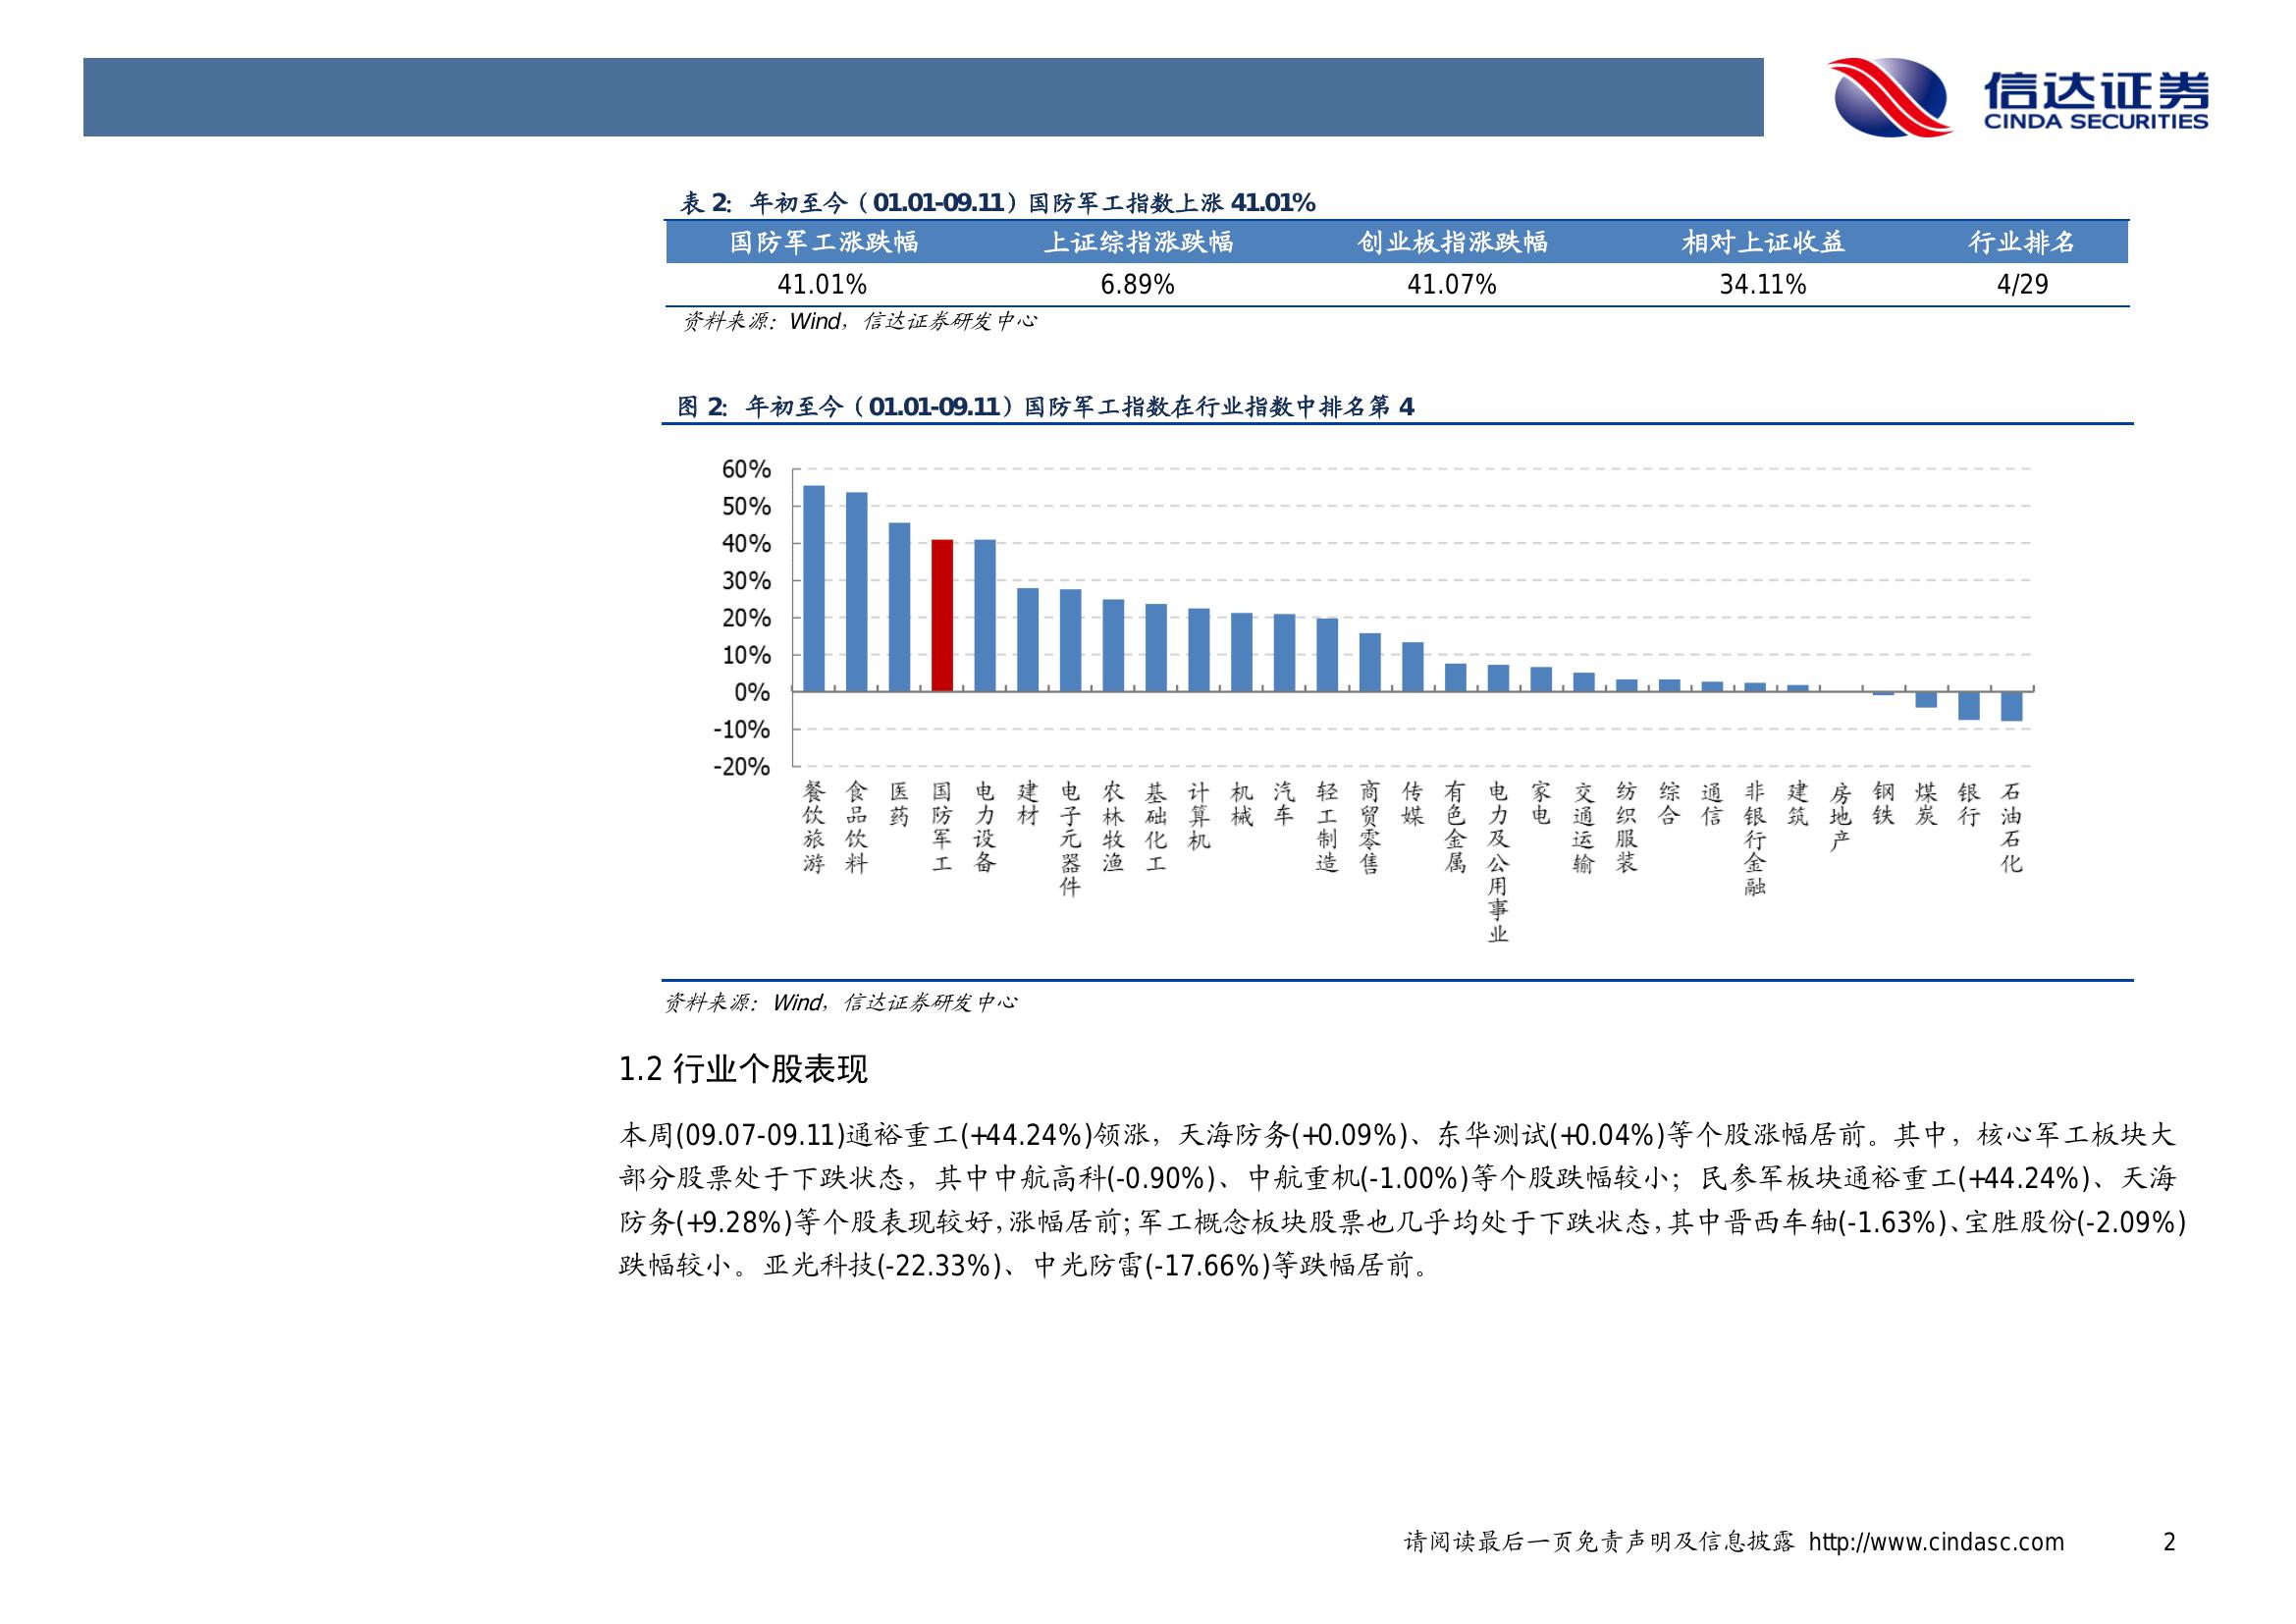 信达证券
CINDA SECURITIES
表 2：年初至今（01.01-09.11）国防军工指数上涨 41.01%
国防军工涨跌幅 上证综指涨跌幅 创业板指涨跌幅 相对上证收益 行业排名
41.01% 6.89% 41.07% 34.11% 4/29
资料来源：Wind，信达证券研发中心
图 2：年初至今（01.01-09.11）国防军工指数在行业指数中排名第 4
60%
50%
40%
30%
20%
10%
0%
-10%
-20%
餐饮旅游
食品饮料
医药
国防军工
电力设备
建材
电子元器件
农林牧渔
基础化工
计算机
机械
汽车
轻工制造
商贸零售
传媒
有色金属
电力及公用事业
家电
交通运输
纺织服装
综合
通信
非银行金融
建筑
房地产
钢铁
煤炭
银行
石油石化
资料来源：Wind，信达证券研发中心
1.2 行业个股表现
本周(09.07-09.11)通裕重工(+44.24%)领涨，天海防务(+0.09%)、东华测试(+0.04%)等个股涨幅居前。其中，核心军工板块大
部分股票处于下跌状态，其中中航高科(-0.90%)、中航重机(-1.00%)等个股跌幅较小；民参军板块通裕重工(+44.24%)、天海
防务(+9.28%)等个股表现较好，涨幅居前；军工概念板块股票也几乎均处于下跌状态，其中晋西车轴(-1.63%)、宝胜股份(-2.09%)
跌幅较小。亚光科技(-22.33%)、中光防雷(-17.66%)等跌幅居前。
请阅读最后一页免责声明及信息披露 http://www.cindasc.com 2